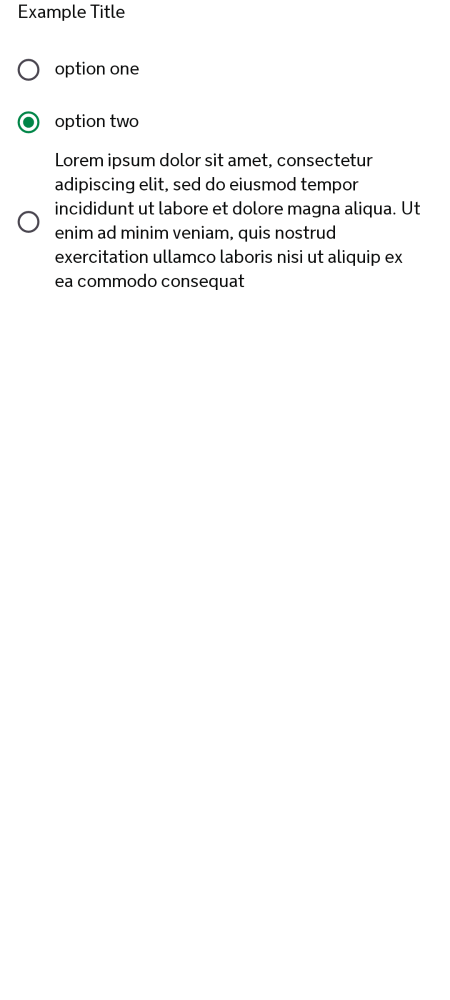 Example Title
option one
option two
Lorem ipsum dolor sit amet, consectetur
adipiscing elit, sed do eiusmod tempor
incididunt ut labore et dolore magna aliqua. Ut
enim ad minim veniam, quis nostrud
exercitation ullamco laboris nisi ut aliquip ex
ea commodo consequat